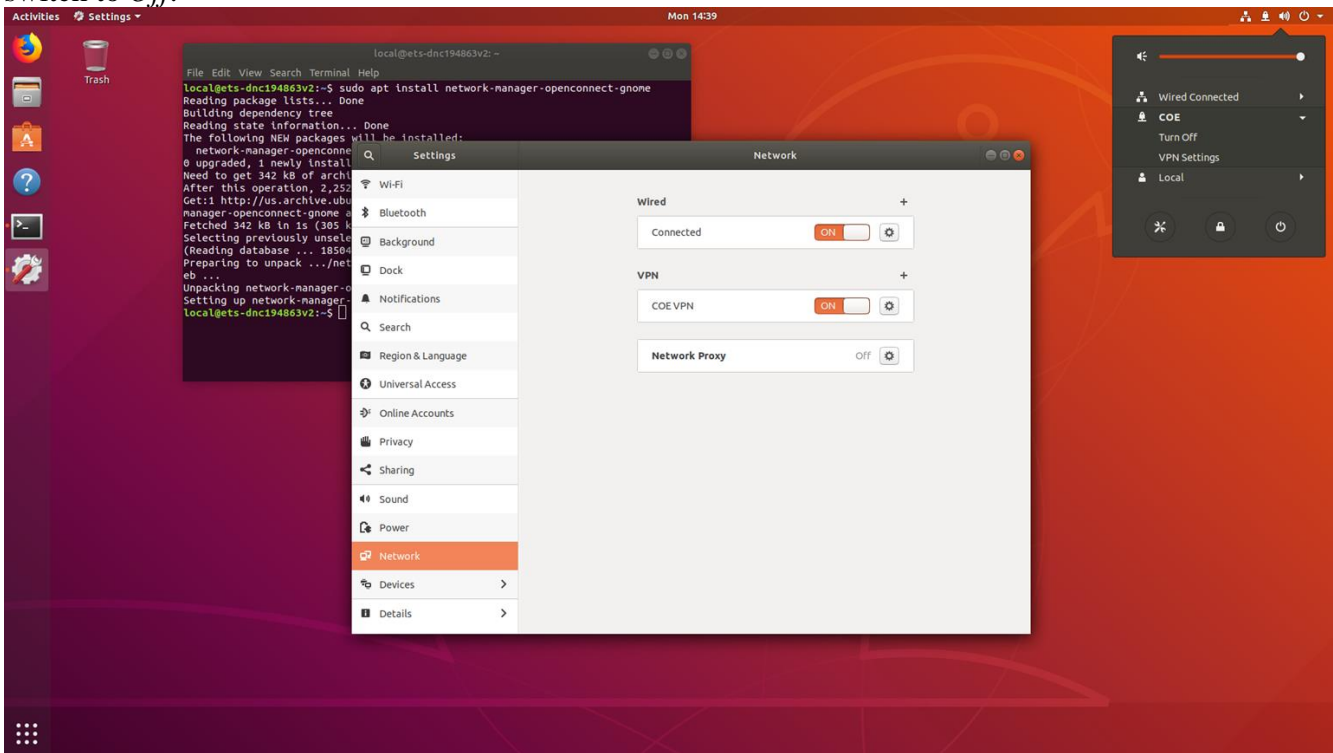 switch to Off.
Activities Settings Mon 14:39
Trash
local@ets-dnc194863v2: ~
File Edit View Search Terminal Help
local@ets-dnc194863v2:~$ sudo apt install network-manager-openconnect-gnome
Reading package lists... Done
Building dependency tree
Reading state information... Done
The following NEW packages will be installed:
network-manager-openconne
0 upgraded, 1 newly install
Need to get 342 kB of archi
After this operation, 2,252
Get:1 http://us.archive.ubu
manager-openconnect-gnome a
Fetched 342 kB in 1s (305 k
Selecting previously unsele
(Reading database ... 18504
Preparing to unpack .../net
eb ...
Unpacking network-manager-o
Setting up network-manager-
local@ets-dnc194863v2:~$
Settings
Wi-Fi
Bluetooth
Background
Dock
Notifications
Search
Region & Language
Universal Access
Online Accounts
Privacy
Sharing
Sound
Power
Network
Devices
Details
Network
Wired +
Connected ON
VPN +
COE VPN ON
Network Proxy Off
Wired Connected
COE
Turn Off
VPN Settings
Local